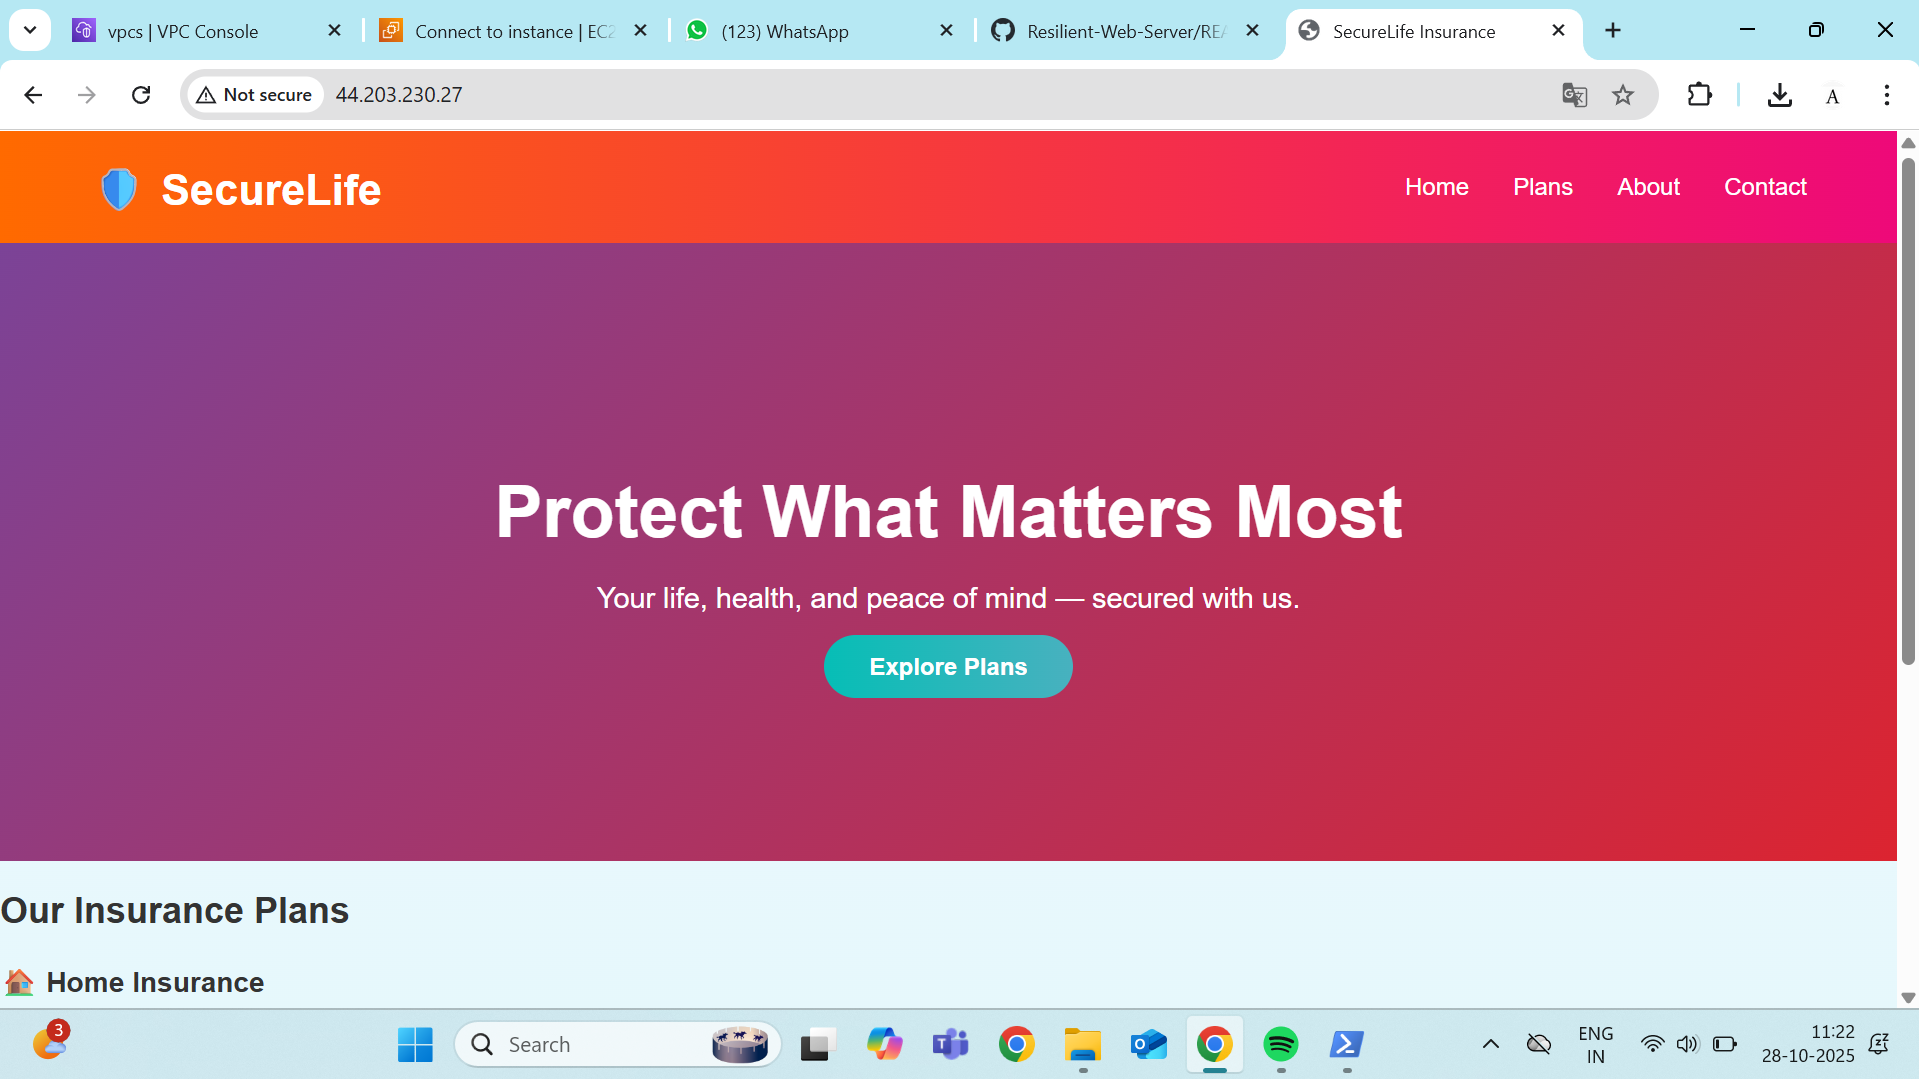 vpcs | VPC Console
Connect to instance | EC2
(123) WhatsApp
Resilient-Web-Server/REA
SecureLife Insurance
Not secure
44.203.230.27
A
SecureLife
Home
Plans
About
Contact
Protect What Matters Most
Your life, health, and peace of mind — secured with us.
Explore Plans
Our Insurance Plans
Home Insurance
3
Search
ENG
IN
11:22
28-10-2025